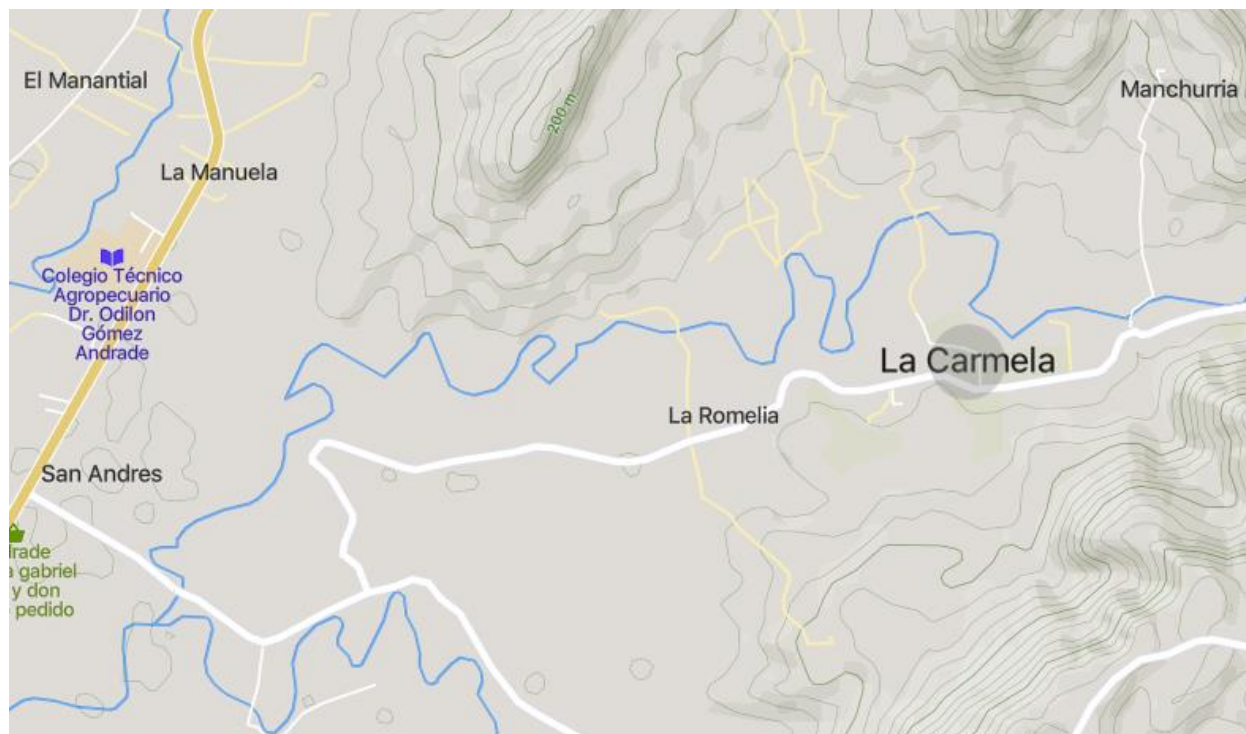 El Manantial
Manchurria
200 m
La Manuela
Colegio Técnico
Agropecuario
Dr. Odilon
Gómez
Andrade
La Carmela
La Romelia
San Andres
gabriel
y don
pedido